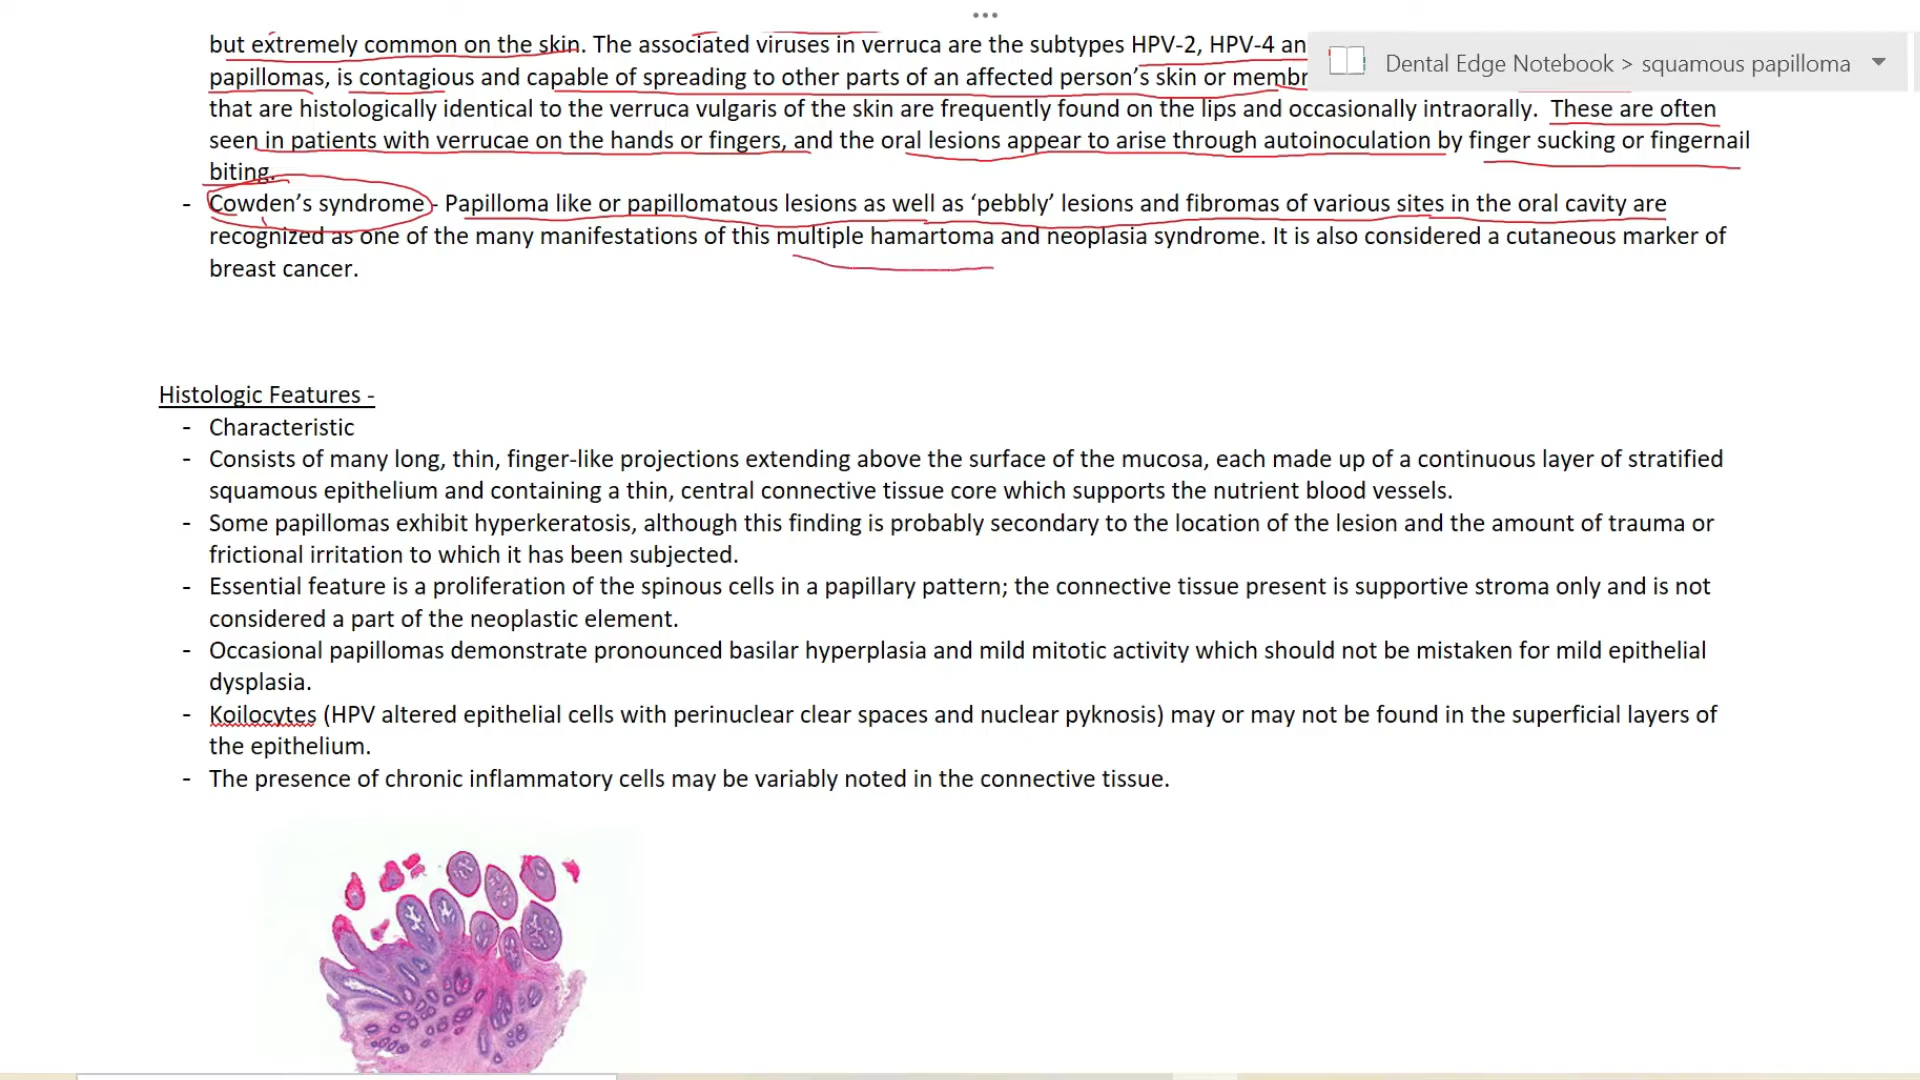 but extremely common on the skin. The associated viruses in verruca are the subtypes HPV-2, HPV-4 an
Dental Edge Notebook > squamous papilloma
papillomas, is contagious and capable of spreading to other parts of an affected person's skin or membr
that are histologically identical to the verruca vulgaris of the skin are frequently found on the lips and occasionally intraorally. These are often
seen in patients with verrucae on the hands or fingers, and the oral lesions appear to arise through autoinoculation by finger sucking or fingernail
biting.
- Cowden's syndrome - Papilloma like or papillomatous lesions as well as ‘pebbly’ lesions and fibromas of various sites in the oral cavity are
recognized as one of the many manifestations of this multiple hamartoma and neoplasia syndrome. It is also considered a cutaneous marker of
breast cancer.
Histologic Features -
- Characteristic
- Consists of many long, thin, finger-like projections extending above the surface of the mucosa, each made up of a continuous layer of stratified
squamous epithelium and containing a thin, central connective tissue core which supports the nutrient blood vessels.
- Some papillomas exhibit hyperkeratosis, although this finding is probably secondary to the location of the lesion and the amount of trauma or
frictional irritation to which it has been subjected.
- Essential feature is a proliferation of the spinous cells in a papillary pattern; the connective tissue present is supportive stroma only and is not
considered a part of the neoplastic element.
- Occasional papillomas demonstrate pronounced basilar hyperplasia and mild mitotic activity which should not be mistaken for mild epithelial
dysplasia.
- Koilocytes (HPV altered epithelial cells with perinuclear clear spaces and nuclear pyknosis) may or may not be found in the superficial layers of
the epithelium.
- The presence of chronic inflammatory cells may be variably noted in the connective tissue.